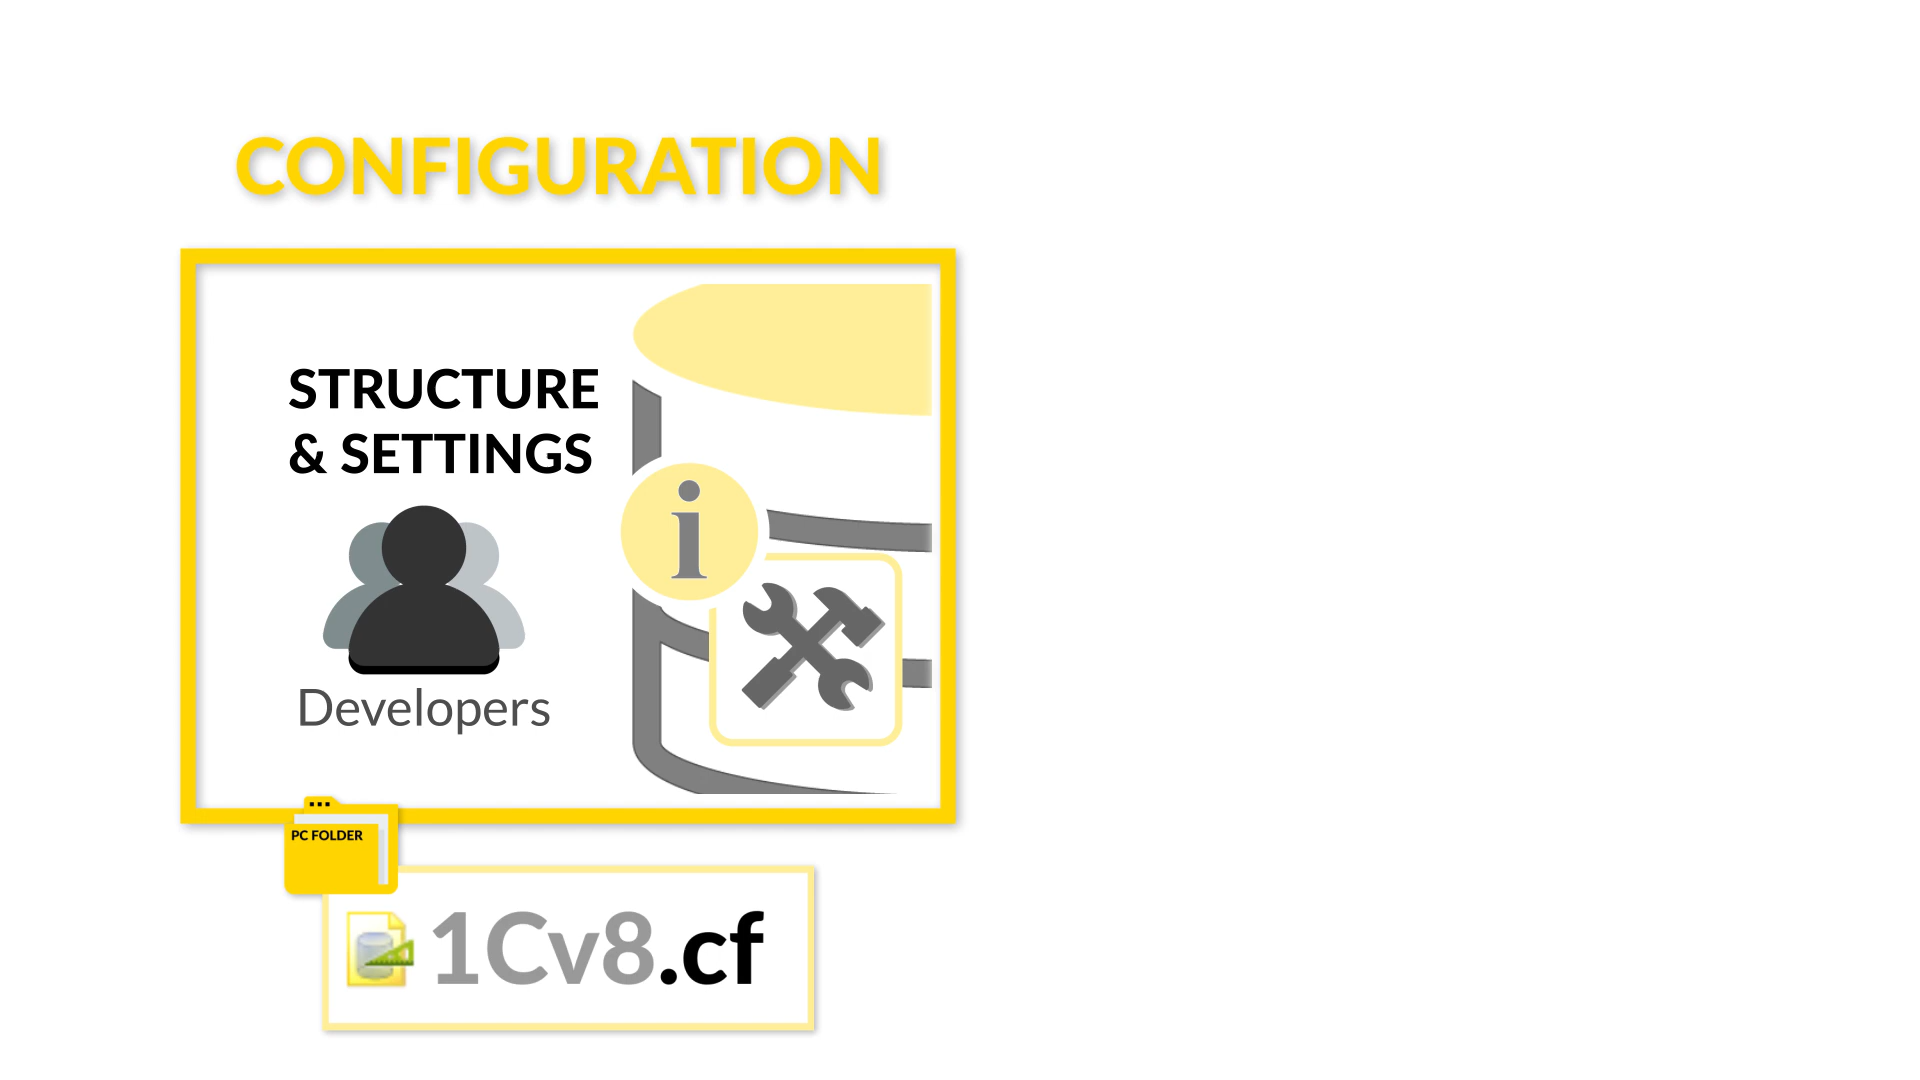 CONFIGURATION
STRUCTURE
& SETTINGS
i
Developers
PC FOLDER
1Cv8.cf